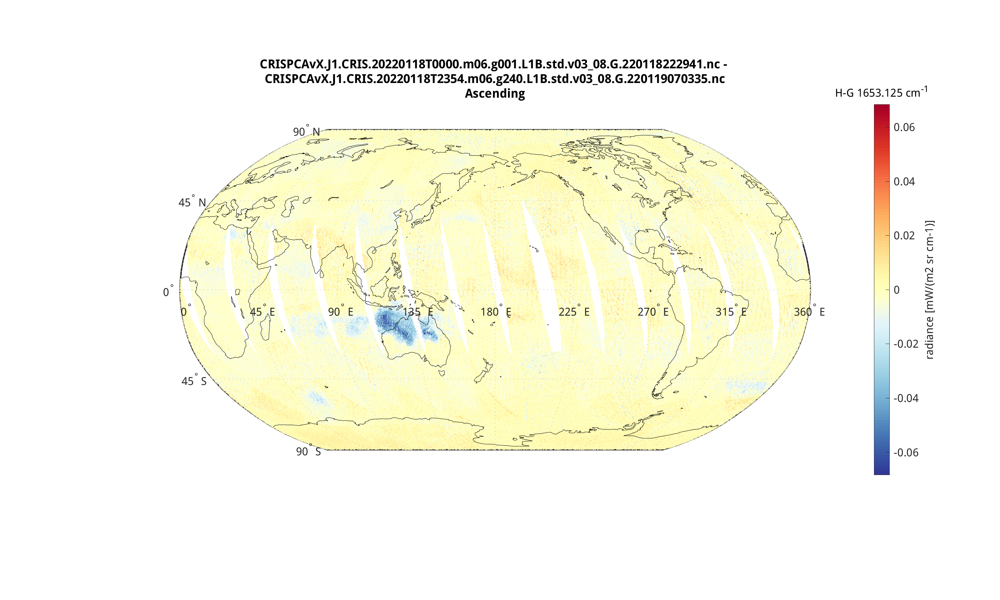 CRISPCAvX.J1.CRIS.20220118T0000.m06.g001.L1B.std.v03_08.G.220118222941.nc -
CRISPCAvX.J1.CRIS.20220118T2354.m06.g240.L1B.std.v03_08.G.220119070335.nc
Ascending
H-G 1653.125 cm-1
90° N
45° N
0°
45° S
90° S
0°
45° E
90° E
135° E
180° E
225° E
270° E
315° E
360° E
0.06
0.04
0.02
0
-0.02
-0.04
-0.06
radiance [mW/(m2 sr cm-1)]